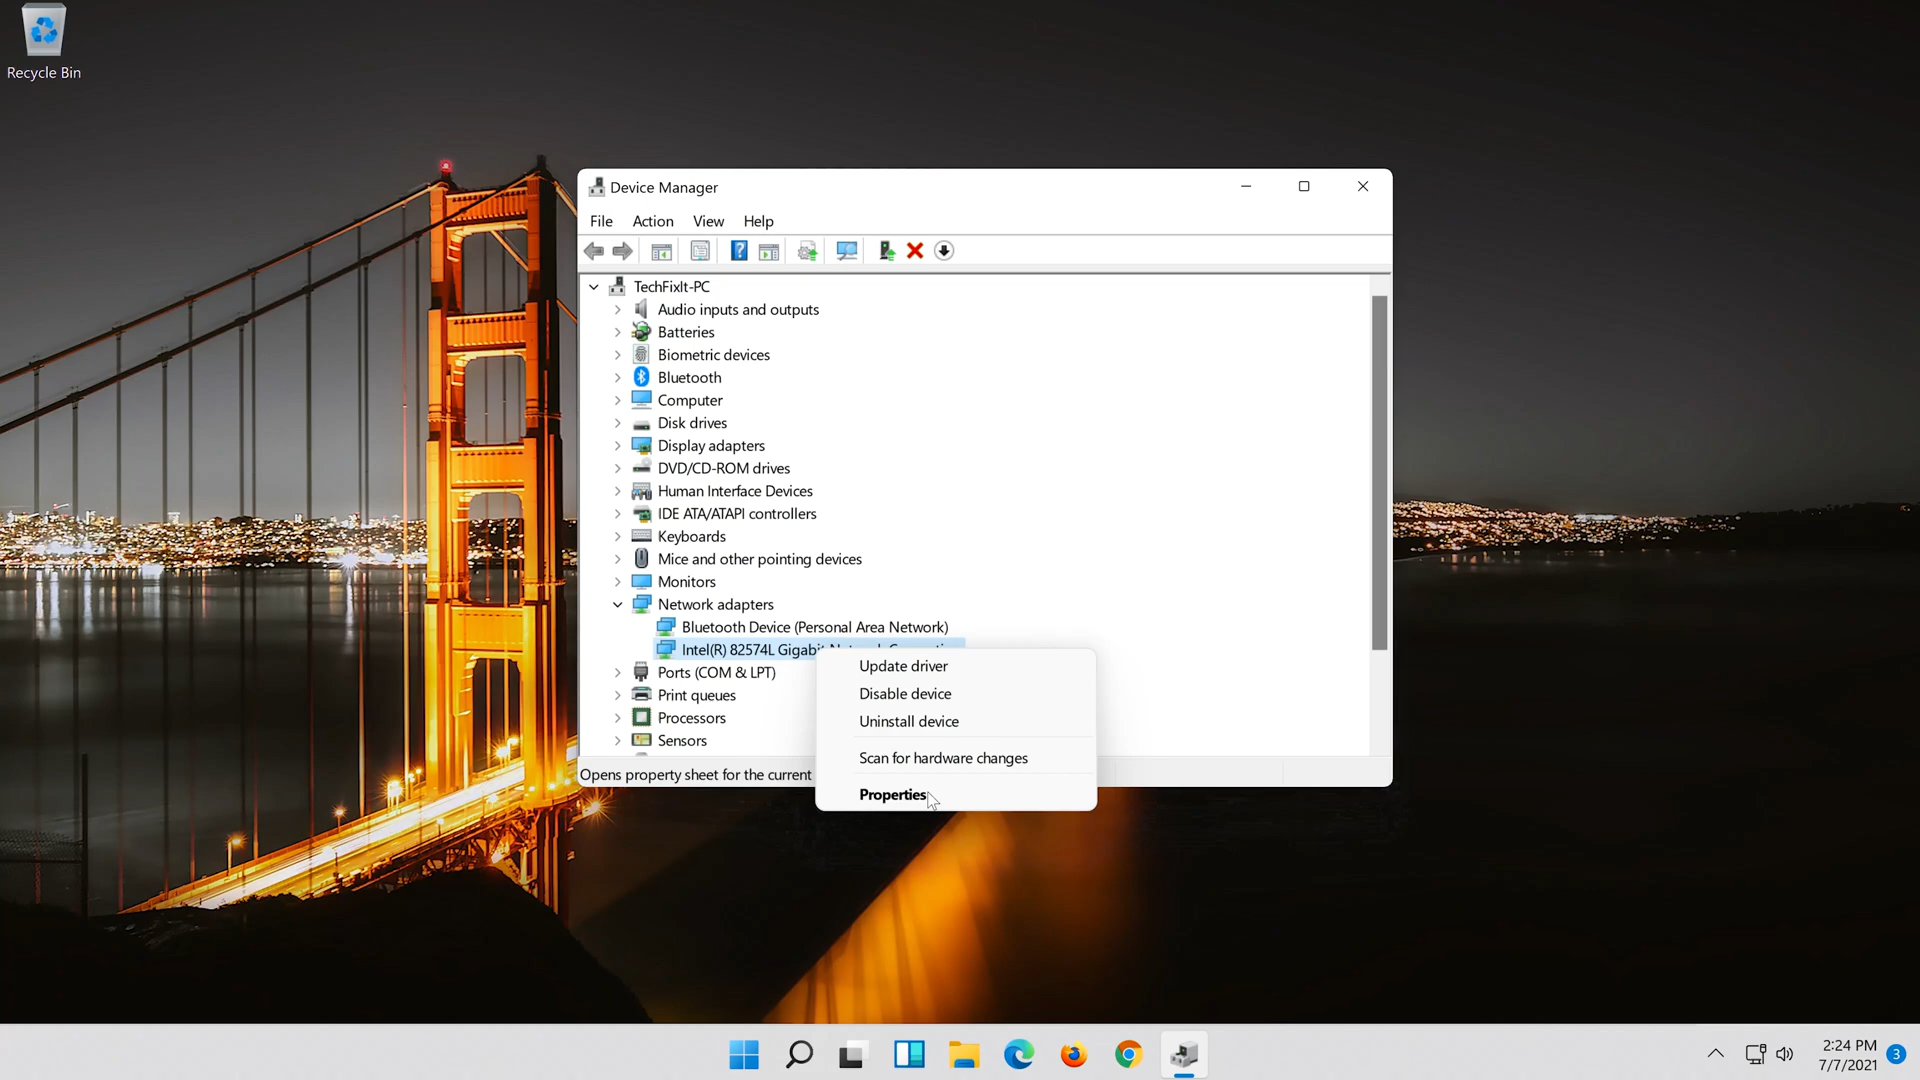 Recycle Bin
Device Manager
File Action View Help
TechFixIt-PC
Audio inputs and outputs
Batteries
Biometric devices
Bluetooth
Computer
Disk drives
Display adapters
DVD/CD-ROM drives
Human Interface Devices
IDE ATA/ATAPI controllers
Keyboards
Mice and other pointing devices
Monitors
Network adapters
Bluetooth Device (Personal Area Network)
Intel(R) 82574L Gigabit
Ports (COM & LPT)
Print queues
Processors
Sensors
Opens property sheet for the current
Update driver
Disable device
Uninstall device
Scan for hardware changes
Properties
2:24 PM
7/7/2021
3